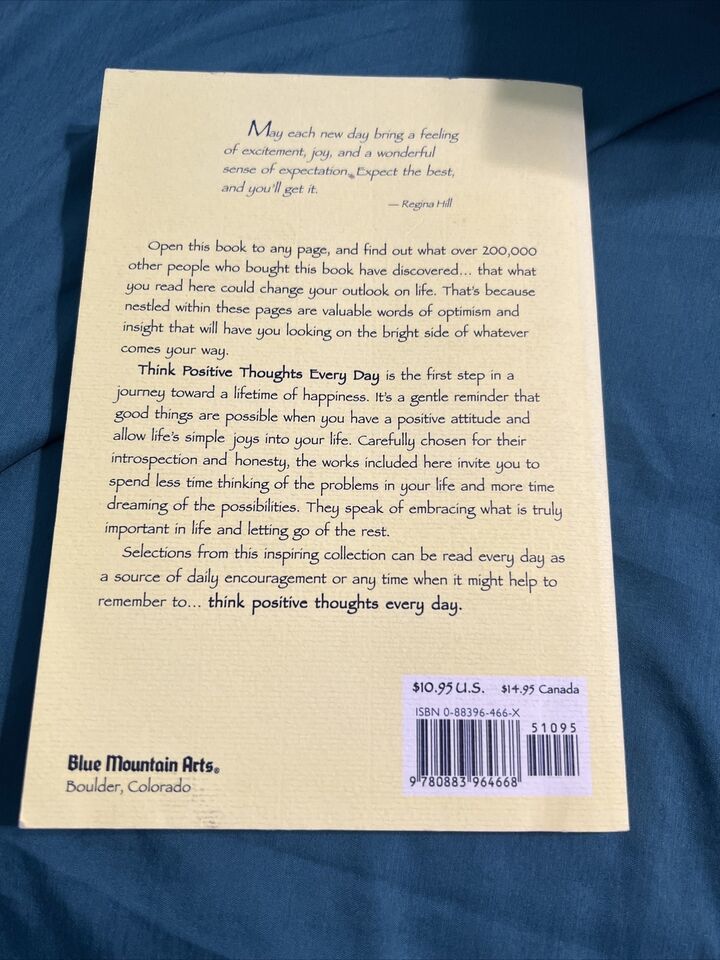 May each new day bring a feeling
of excitement, joy, and a wonderful
sense of expectation. Expect the best,
and you'll get it.
— Regina Hill
Open this book to any page, and find out what over 200,000
other people who bought this book have discovered... that what
you read here could change your outlook on life. That's because
nestled within these pages are valuable words of optimism and
insight that will have you looking on the bright side of whatever
comes your way.
Think Positive Thoughts Every Day is the first step in a
journey toward a lifetime of happiness. It's a gentle reminder that
good things are possible when you have a positive attitude and
allow life's simple joys into your life. Carefully chosen for their
introspection and honesty, the works included here invite you to
spend less time thinking of the problems in your life and more time
dreaming of the possibilities. They speak of embracing what is truly
important in life and letting go of the rest.
Selections from this inspiring collection can be read every day as
a source of daily encouragement or any time when it might help to
remember to... think positive thoughts every day.
$10.95 U.S. $14.95 Canada
ISBN 0-88396-466-X
51095
9 780883 964668
Blue Mountain Arts®
Boulder, Colorado